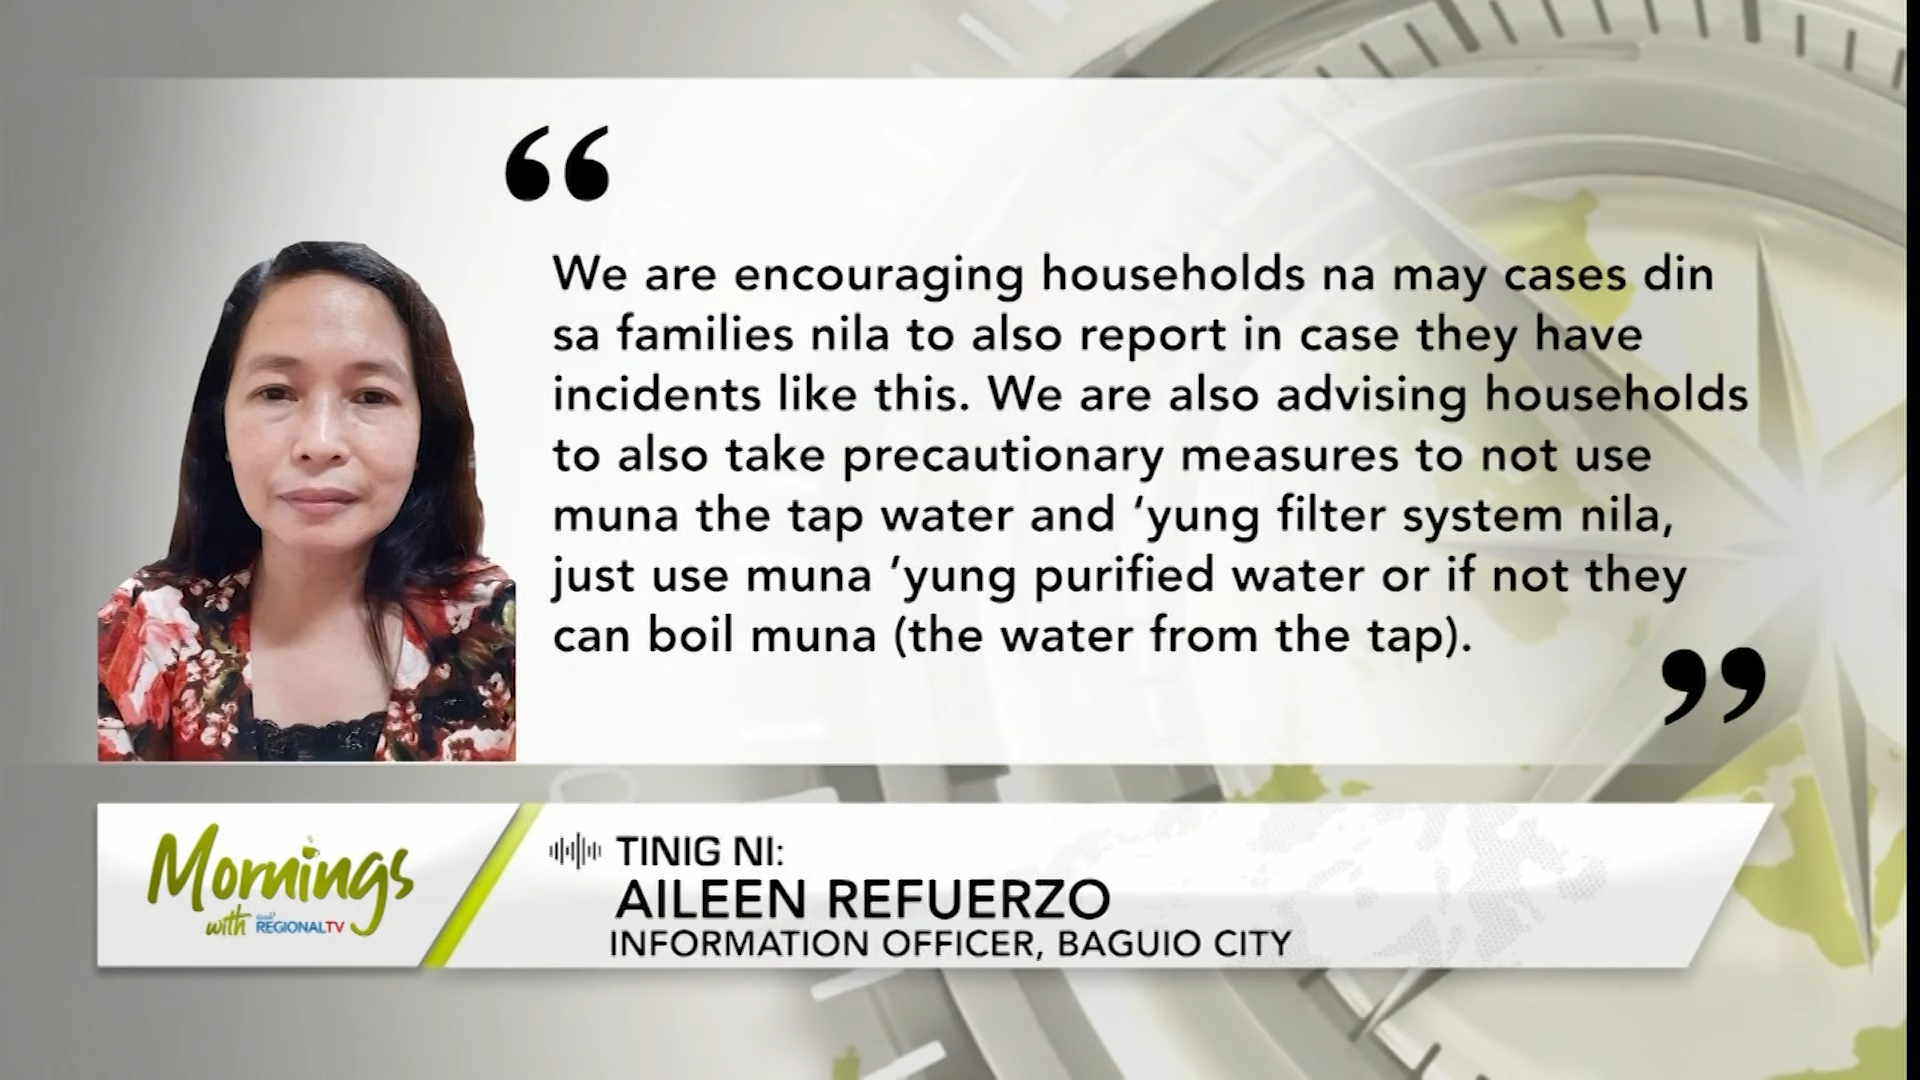 “
We are encouraging households na may cases din
sa families nila to also report in case they have
incidents like this. We are also advising households
to also take precautionary measures to not use
muna the tap water and ‘yung filter system nila,
just use muna ’yung purified water or if not they
can boil muna (the water from the tap).
”
Mornings
with REGIONALTV
TINIG NI:
AILEEN REFUERZO
INFORMATION OFFICER, BAGUIO CITY